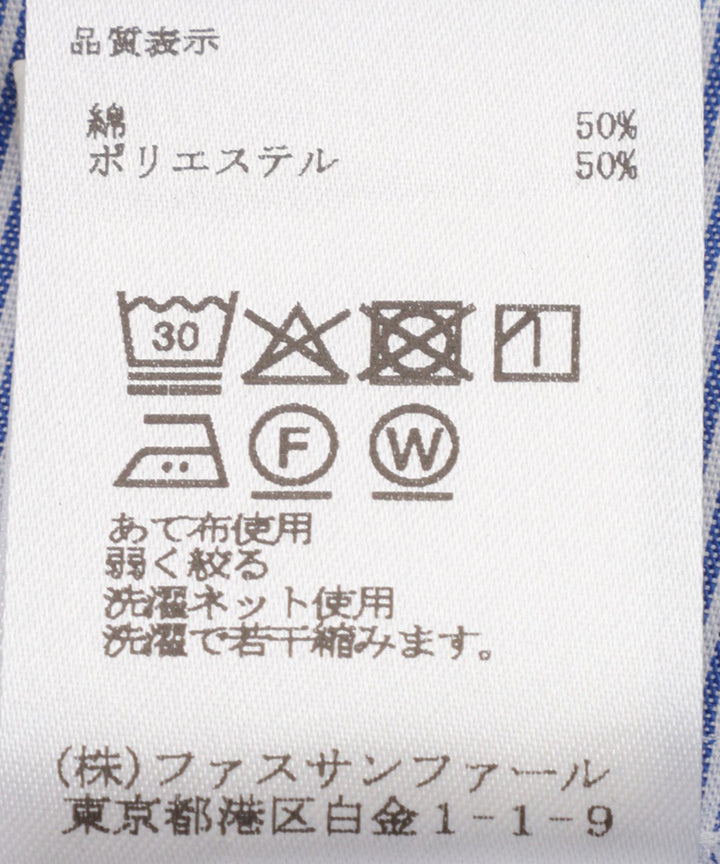 品質表示
綿 50%
ポリエステル 50%
30
F W
あて布使用
弱く絞る
洗濯ネット使用
洗濯で若干縮みます。
(株)ファスサンファール
東京都港区白金1-1-9